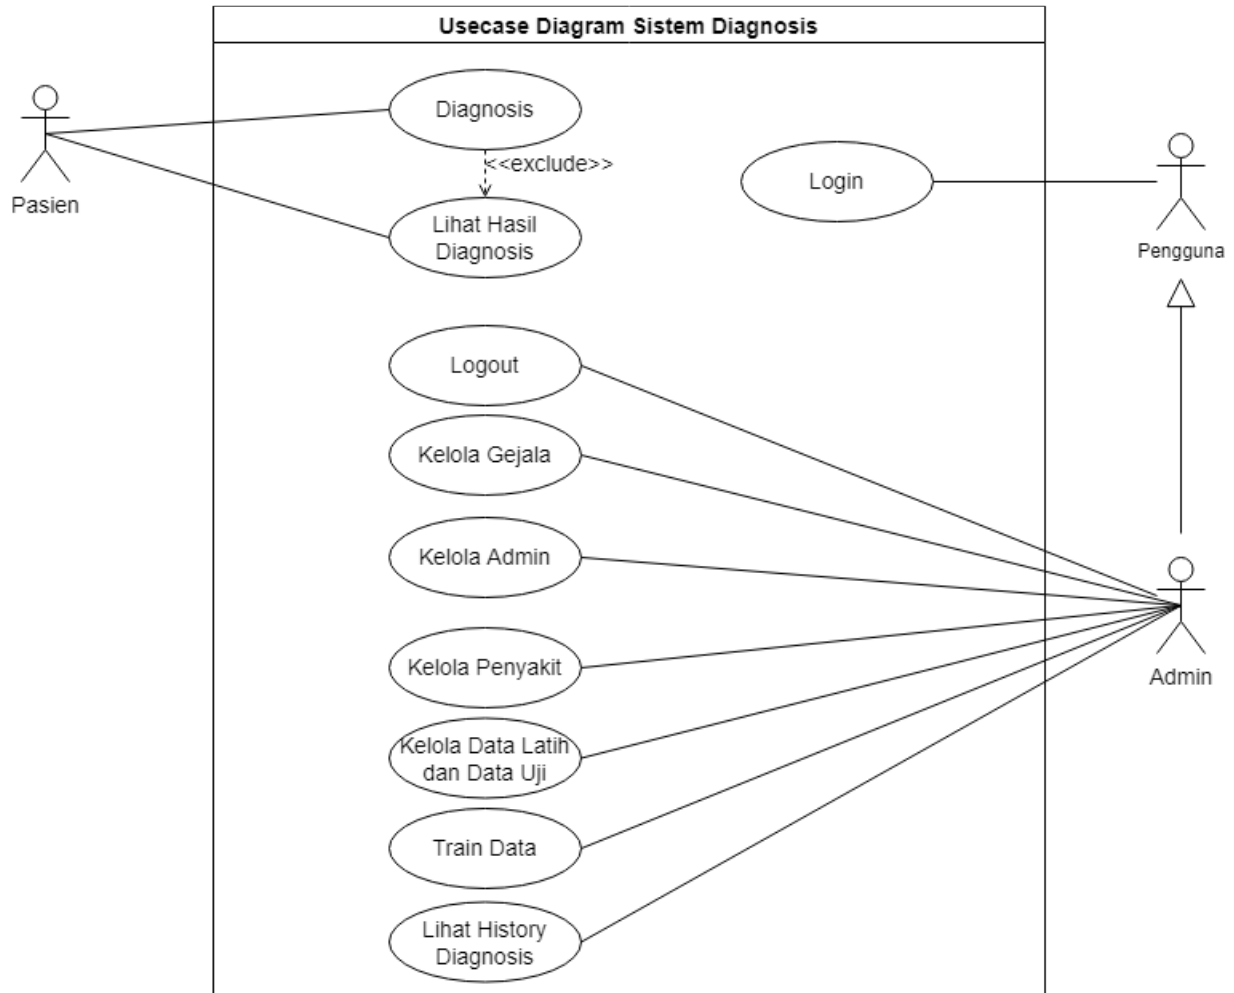 Usecase Diagram Sistem Diagnosis
Diagnosis
<<exclude>>
Login
Pasien
Lihat Hasil
Diagnosis
Pengguna
Logout
Kelola Gejala
Kelola Admin
Kelola Penyakit
Admin
Kelola Data Latih
dan Data Uji
Train Data
Lihat History
Diagnosis